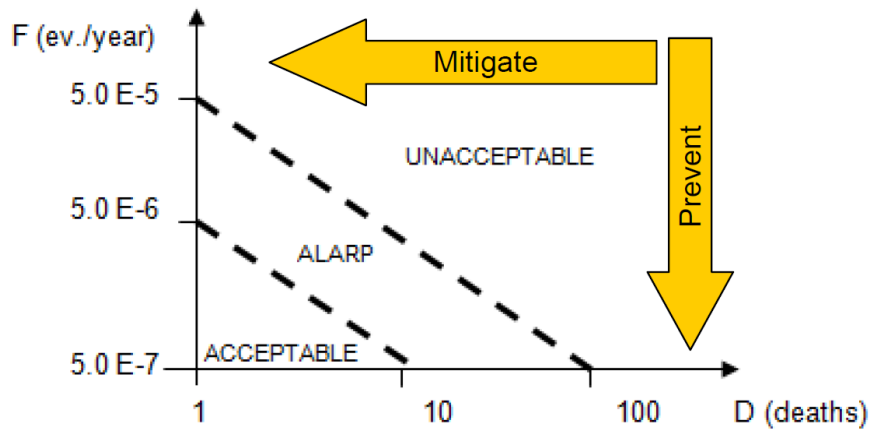 F (ev./year)
Mitigate
5.0 E-5
UNACCEPTABLE
Prevent
5.0 E-6
ALARP
ACCEPTABLE
5.0 E-7
1 10 100 D (deaths)